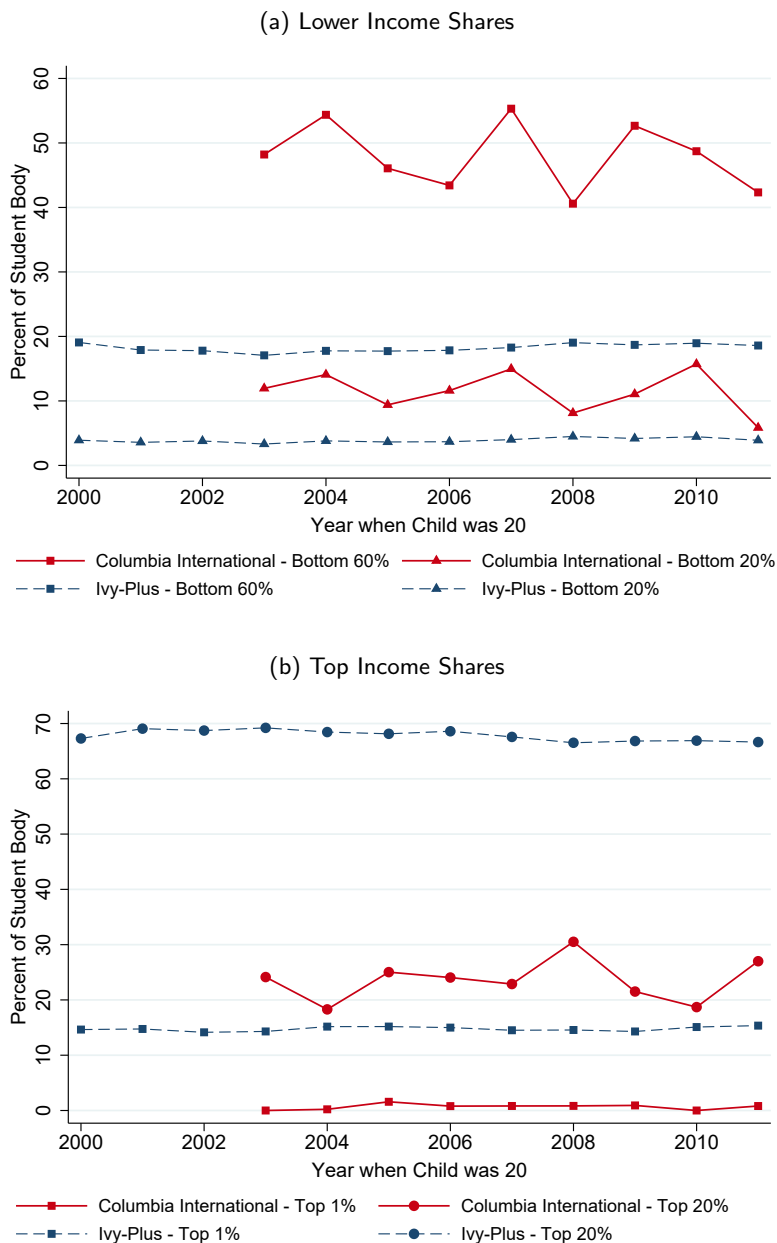 (a) Lower Income Shares
Percent of Student Body
60
50
40
30
20
10
0
2000 2002 2004 2006 2008 2010
Year when Child was 20
Columbia International - Bottom 60% Columbia International - Bottom 20%
Ivy-Plus - Bottom 60% Ivy-Plus - Bottom 20%
(b) Top Income Shares
Percent of Student Body
70
60
50
40
30
20
10
0
2000 2002 2004 2006 2008 2010
Year when Child was 20
Columbia International - Top 1% Columbia International - Top 20%
Ivy-Plus - Top 1% Ivy-Plus - Top 20%